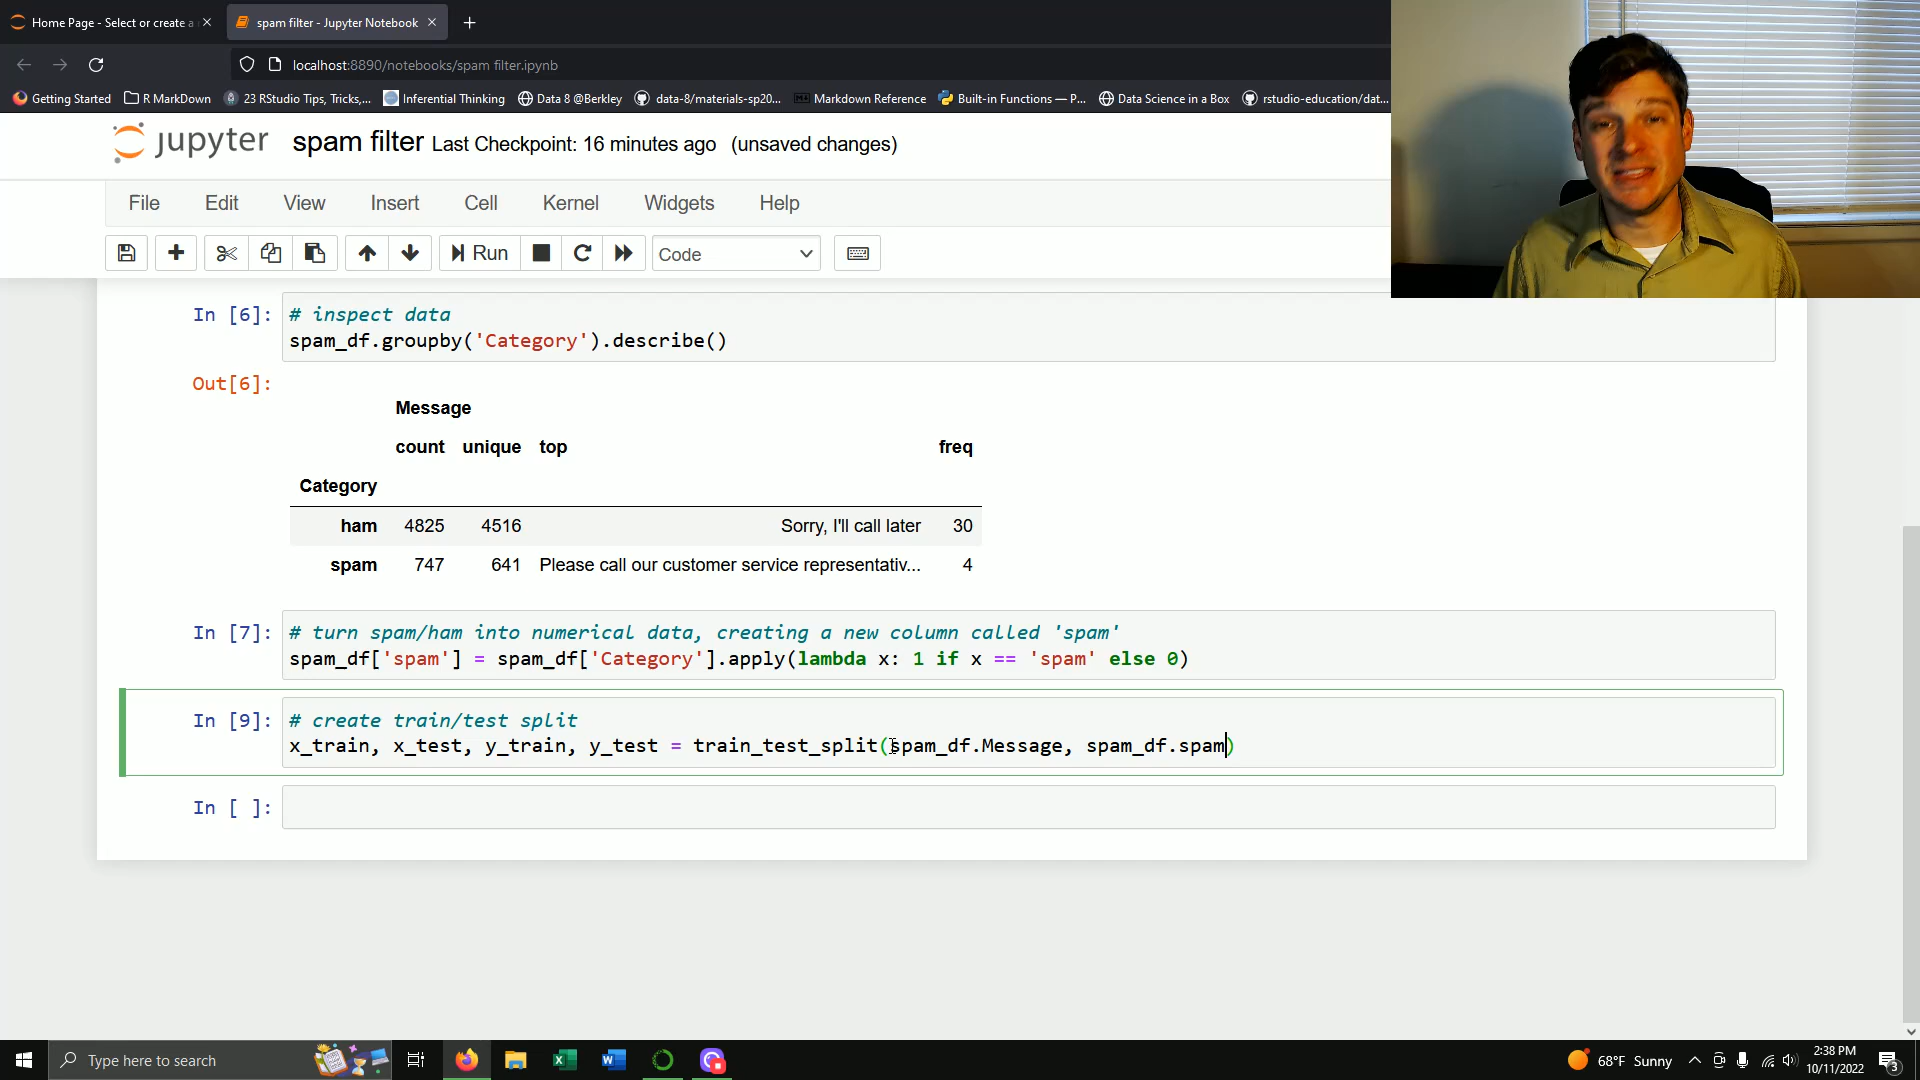 Home Page - Select or create a
spam filter - Jupyter Notebook
localhost:8890/notebooks/spam filter.ipynb
Getting Started
R MarkDown
23 RStudio Tips, Tricks,...
Inferential Thinking
Data 8 @Berkley
data-8/materials-sp20...
Markdown Reference
Built-in Functions — P...
Data Science in a Box
rstudio-education/dat...
jupyter
spam filter Last Checkpoint: 16 minutes ago (unsaved changes)
File Edit View Insert Cell Kernel Widgets Help
Run
Code
In [6]: # inspect data
spam_df.groupby('Category').describe()
Out[6]:
Message
count unique top freq
Category
ham 4825 4516 Sorry, I'll call later 30
spam 747 641 Please call our customer service representativ... 4
In [7]: # turn spam/ham into numerical data, creating a new column called 'spam'
spam_df['spam'] = spam_df['Category'].apply(lambda x: 1 if x == 'spam' else 0)
In [9]: # create train/test split
x_train, x_test, y_train, y_test = train_test_split(spam_df.Message, spam_df.spam)
In [ ]:
Type here to search
68°F Sunny
2:38 PM
10/11/2022
3